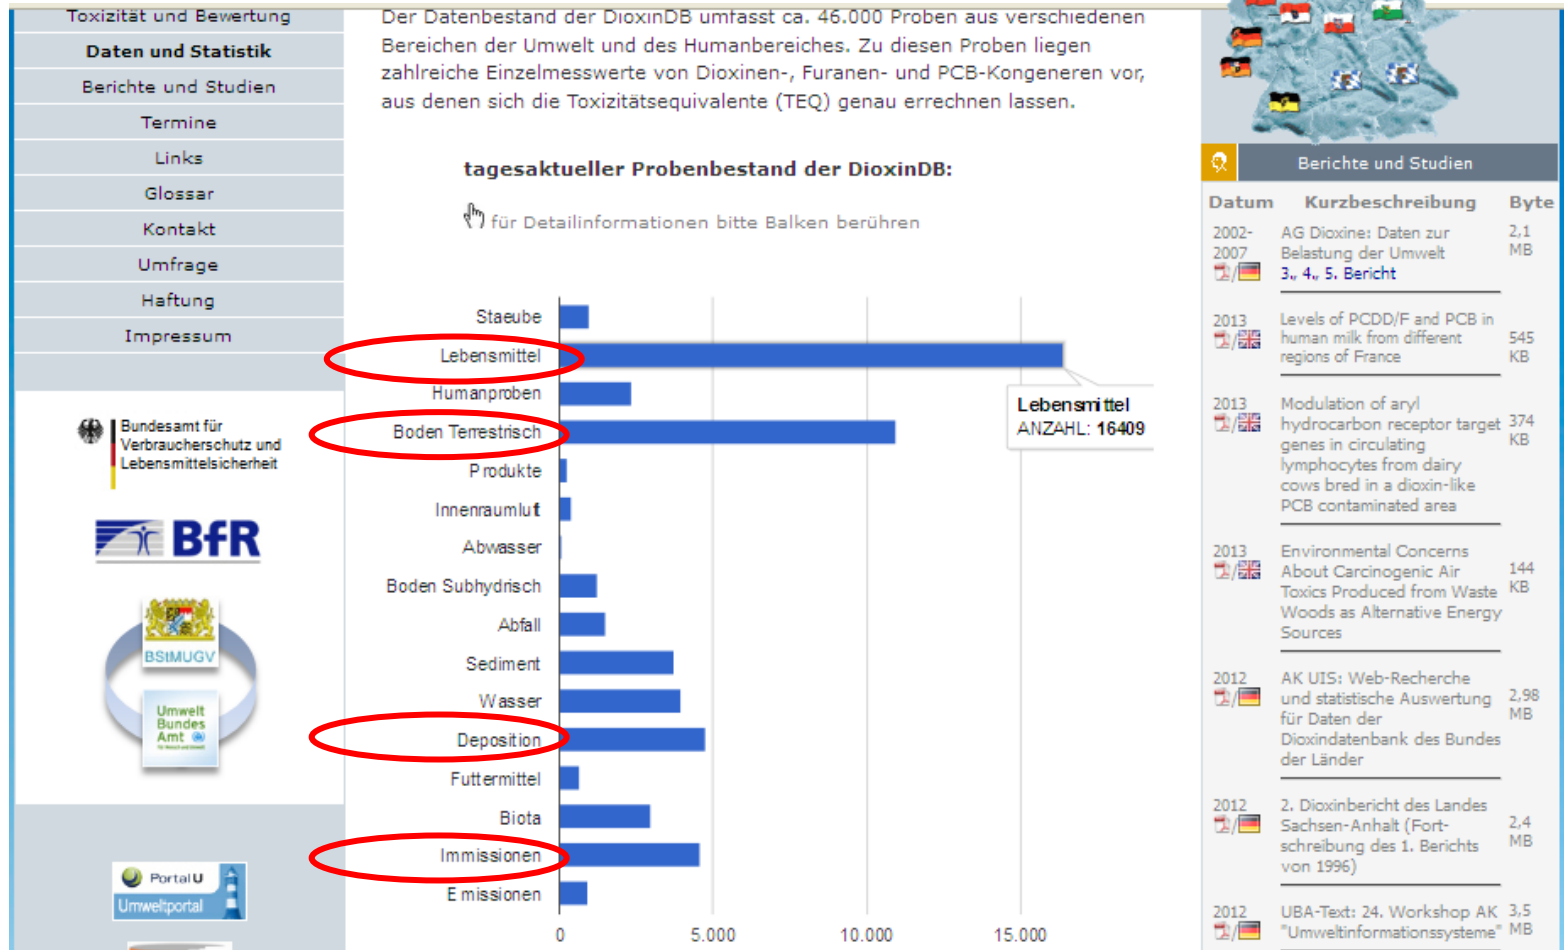 Toxizität und Bewertung
Daten und Statistik
Berichte und Studien
Termine
Links
Glossar
Kontakt
Umfrage
Haftung
Impressum
Bundesamt für
Verbraucherschutz und
Lebensmittelsicherheit
BfR
BStMUGV
Umwelt
Bundes
Amt
PortalU
Umweltportal
Der Datenbestand der DioxinDB umfasst ca. 46.000 Proben aus verschiedenen
Bereichen der Umwelt und des Humanbereiches. Zu diesen Proben liegen
zahlreiche Einzelmesswerte von Dioxinen-, Furanen- und PCB-Kongeneren vor,
aus denen sich die Toxizitätsequivalente (TEQ) genau errechnen lassen.
tagesaktueller Probenbestand der DioxinDB:
für Detailinformationen bitte Balken berühren
Staeube
Lebensmittel
Humanproben
Boden Terrestrisch
Produkte
Innenraumluft
Abwasser
Boden Subhydrisch
Abfall
Sediment
Wasser
Deposition
Futtermittel
Biota
Immissionen
Emissionen
Lebensmittel
ANZAHL: 16409
0 5.000 10.000 15.000
Berichte und Studien
Datum Kurzbeschreibung Byte
2002- AG Dioxine: Daten zur 2,1
2007 Belastung der Umwelt MB
3., 4., 5. Bericht
2013 Levels of PCDD/F and PCB in
human milk from different 545
regions of France KB
2013 Modulation of aryl
hydrocarbon receptor target 374
genes in circulating KB
lymphocytes from dairy
cows bred in a dioxin-like
PCB contaminated area
2013 Environmental Concerns
About Carcinogenic Air 144
Toxics Produced from Waste KB
Woods as Alternative Energy
Sources
2012 AK UIS: Web-Recherche
und statistische Auswertung 2,98
für Daten der MB
Dioxindatenbank des Bundes
der Länder
2012 2. Dioxinbericht des Landes
Sachsen-Anhalt (Fort- 2,4
schreibung des 1. Berichts MB
von 1996)
2012 UBA-Text: 24. Workshop AK 3,5
"Umweltinformationssysteme" MB